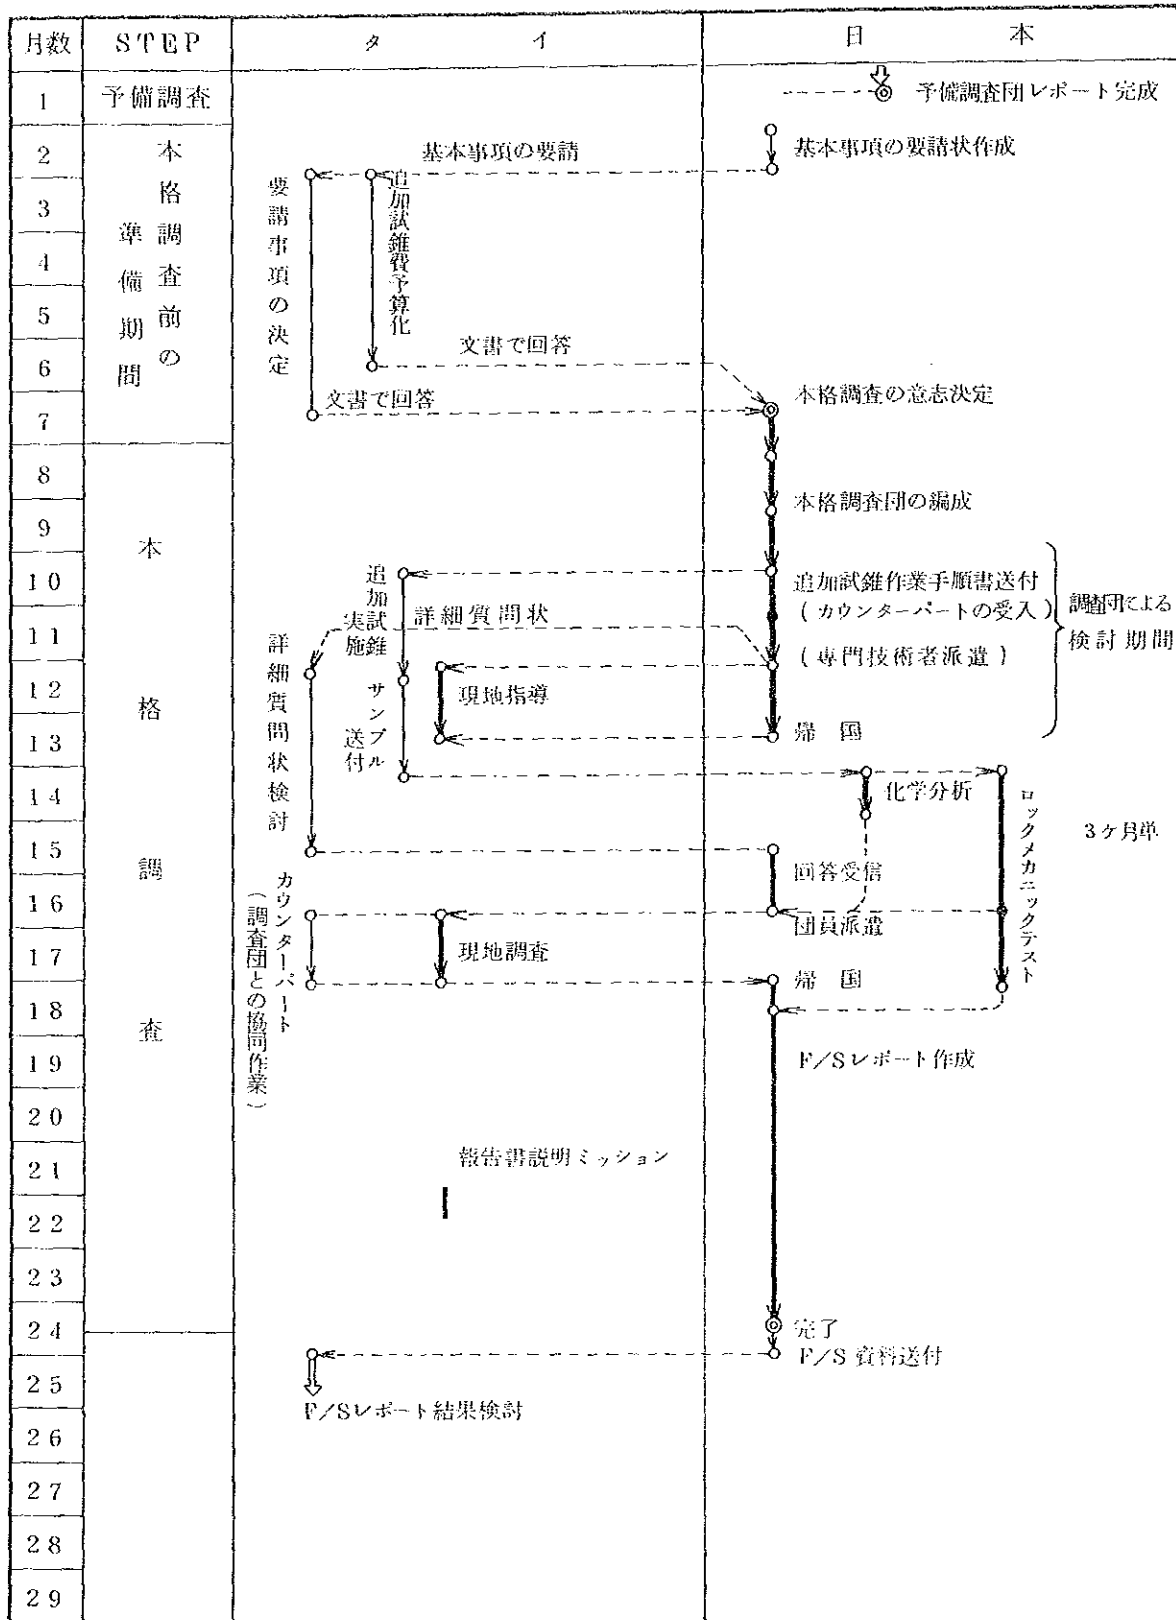 月数 STEP タイ 日本
1 予備調査 予備調査団レポート完成
2 基本事項の要請 基本事項の要請状作成
3
4
5
6 文書で回答
7 文書で回答 本格調査の意志決定
本格調査前の準備期間
要請事項の決定
追加試錐費予算化
8
9 本格調査団の編成
10 追加試錐作業手順書送付
(カウンターパートの受入)
11 詳細質問状
(専門技術者派遣)
調査団による
検討期間
追加試錐実施
12 現地指導
サンプル送付
13 帰国
詳細質問状検討
14 化学分析
ロックメカニックテスト
3ケ月単
15 回答受信
16 団員派遣
カウンターパート
(調査団との協同作業)
17 現地調査
18 帰国
本格調査
19 F/Sレポート作成
20
21 報告書説明ミッション
22
23
24 完了
F/S資料送付
25
F/Sレポート結果検討
26
27
28
29